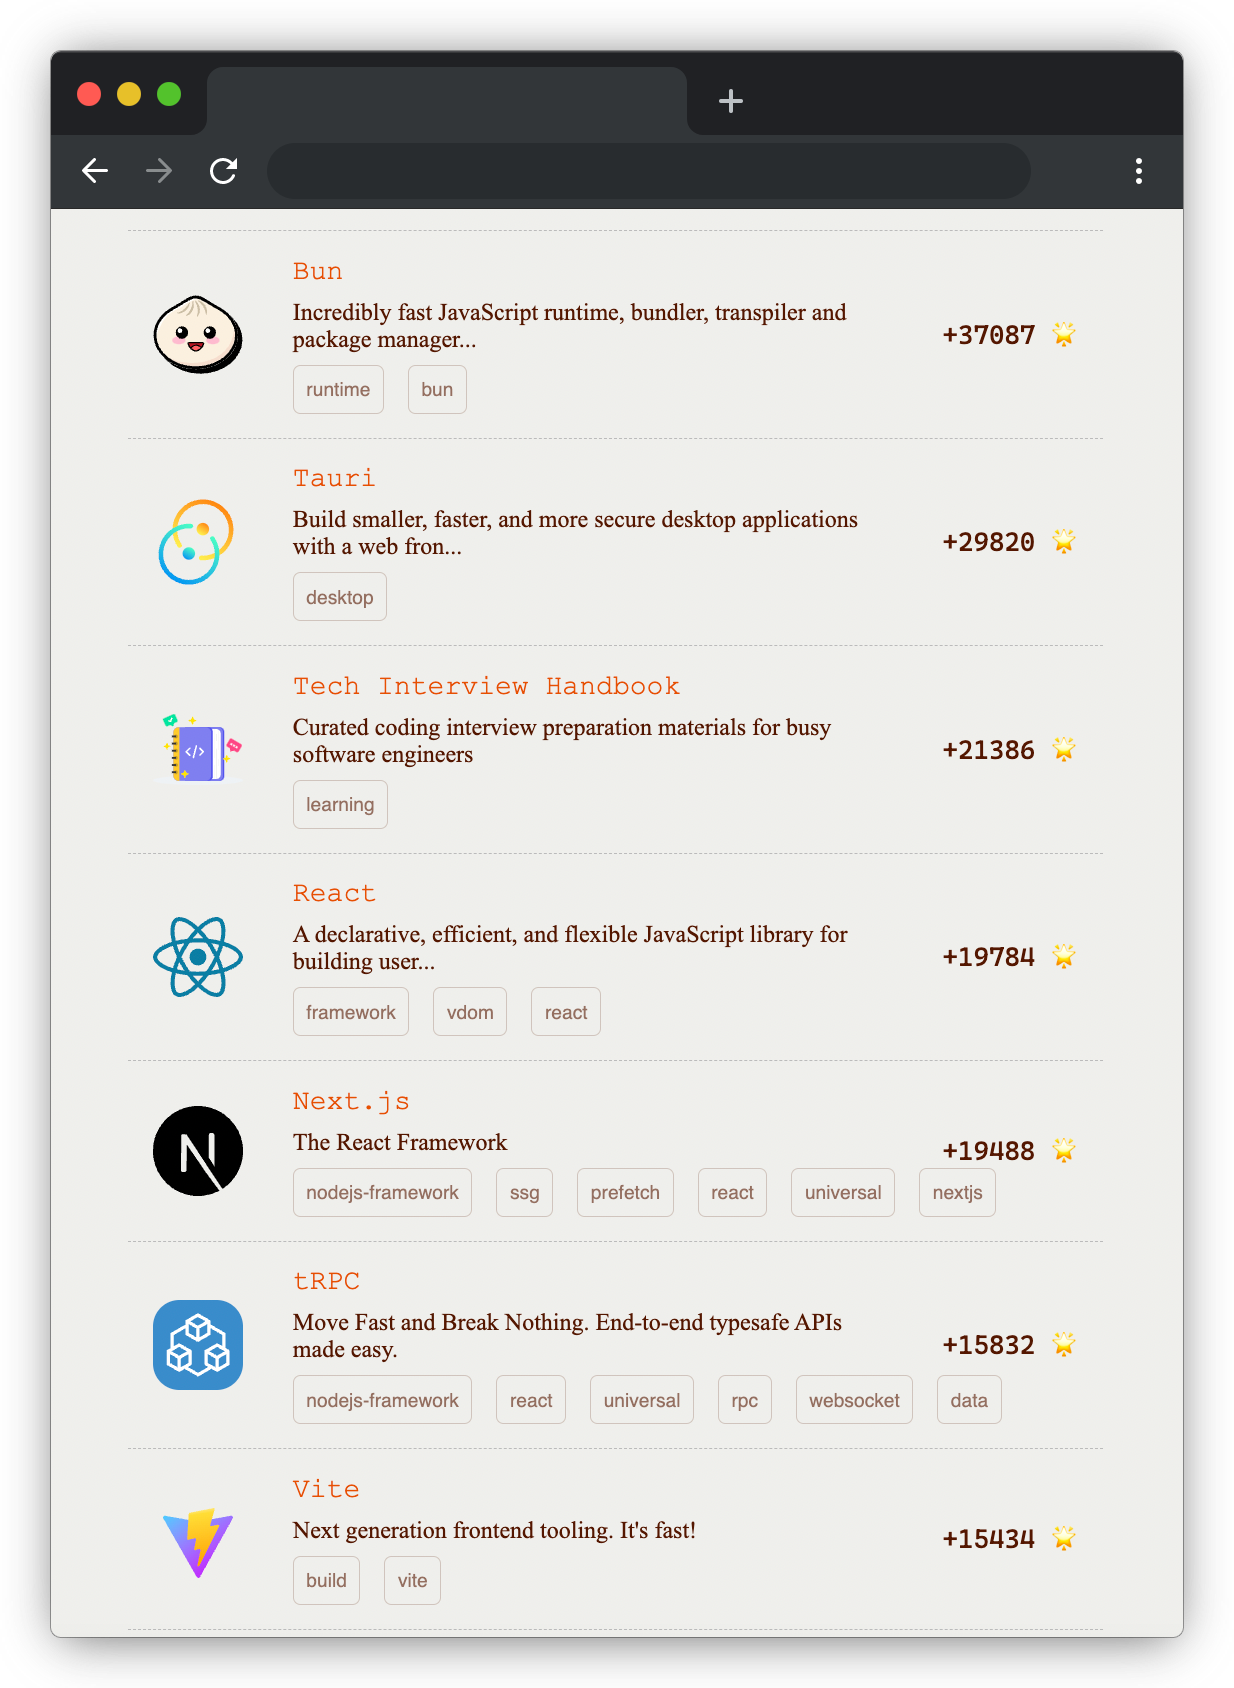 Bun
Incredibly fast JavaScript runtime, bundler, transpiler and
package manager...
+37087
runtime bun
Tauri
Build smaller, faster, and more secure desktop applications
with a web fron...
+29820
desktop
Tech Interview Handbook
Curated coding interview preparation materials for busy
software engineers
+21386
learning
React
A declarative, efficient, and flexible JavaScript library for
building user...
+19784
framework vdom react
Next.js
The React Framework
+19488
nodejs-framework ssg prefetch react universal nextjs
tRPC
Move Fast and Break Nothing. End-to-end typesafe APIs
made easy.
+15832
nodejs-framework react universal rpc websocket data
Vite
Next generation frontend tooling. It's fast!
+15434
build vite